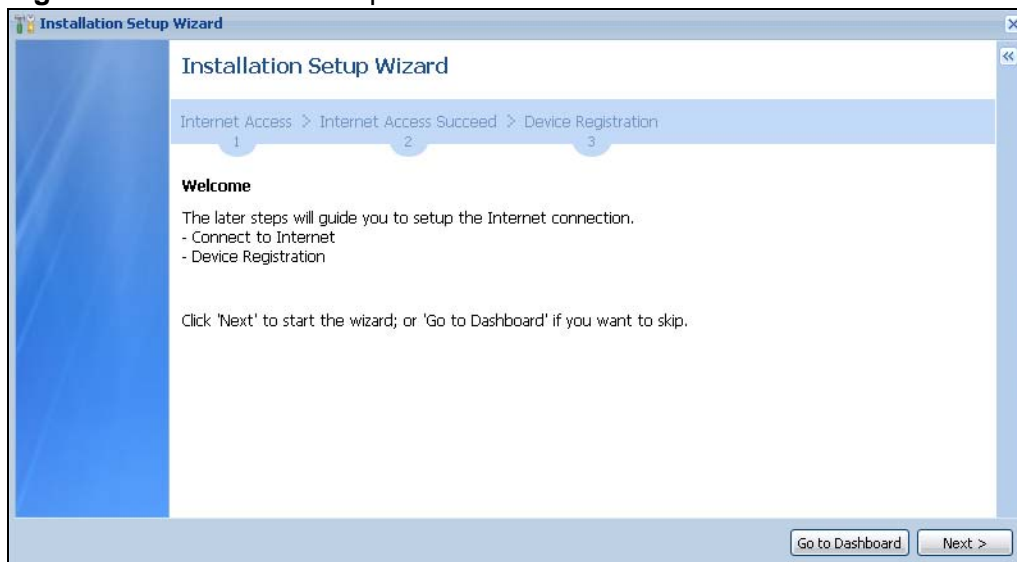 Installation Setup Wizard
Installation Setup Wizard
Internet Access > Internet Access Succeed > Device Registration
1 2 3
Welcome
The later steps will guide you to setup the Internet connection.
- Connect to Internet
- Device Registration
Click 'Next' to start the wizard; or 'Go to Dashboard' if you want to skip.
Go to Dashboard Next >